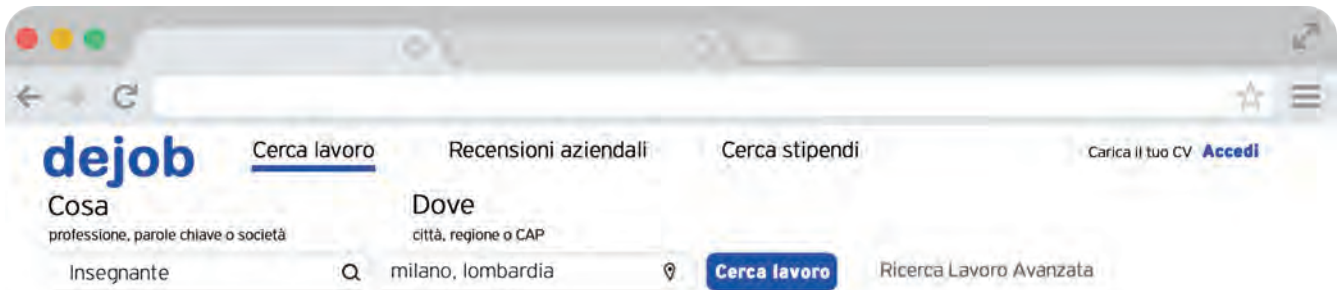 dejob Cerca lavoro Recensioni aziendali Cerca stipendi Carica il tuo CV Accedi
Cosa Dove
professione, parole chiave o società città, regione o CAP
Insegnante milano, lombardia Cerca lavoro Ricerca Lavoro Avanzata